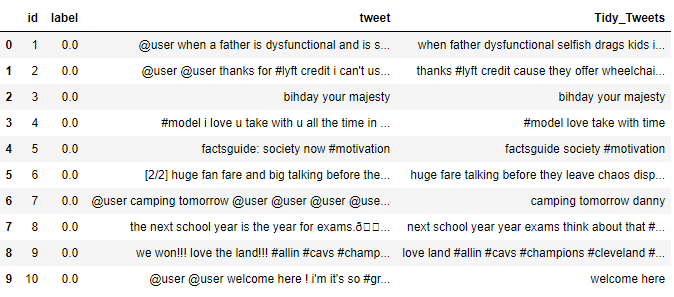 id label tweet Tidy_Tweets
0 1 0.0 @user when a father is dysfunctional and is s... when father dysfunctional selfish drags kids i...
1 2 0.0 @user @user thanks for #lyft credit i can't us... thanks #lyft credit cause they offer wheelchai...
2 3 0.0 bihday your majesty bihday your majesty
3 4 0.0 #model i love u take with u all the time in ... #model love take with time
4 5 0.0 factsguide: society now #motivation factsguide society #motivation
5 6 0.0 [2/2] huge fan fare and big talking before the... huge fare talking before they leave chaos disp...
6 7 0.0 @user camping tomorrow @user @user @user @use... camping tomorrow danny
7 8 0.0 the next school year is the year for exams.ð... next school year year exams think about that #...
8 9 0.0 we won!!! love the land!!! #allin #cavs #champ... love land #allin #cavs #champions #cleveland #...
9 10 0.0 @user @user welcome here ! i'm it's so #gr... welcome here